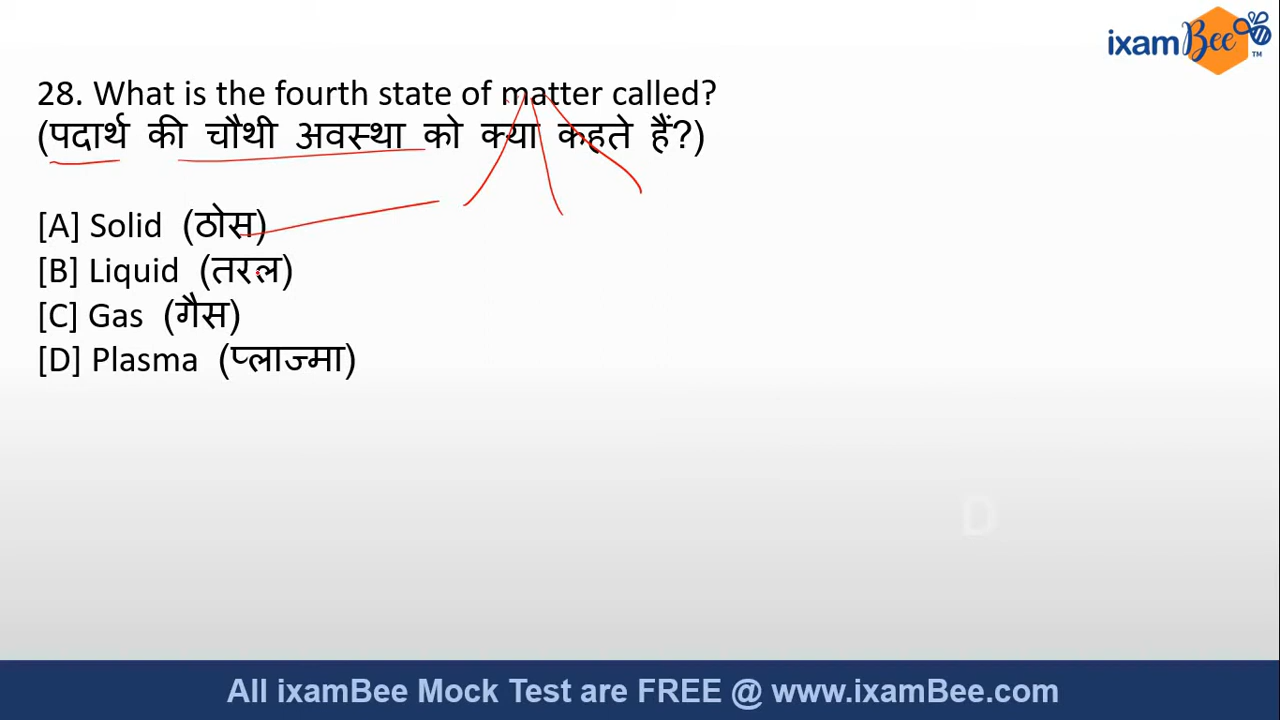 ixamBee
TM
28. What is the fourth state of matter called?
(पदार्थ की चौथी अवस्था को क्या कहते हैं?)
[A] Solid (ठोस)
[B] Liquid (तरल)
[C] Gas (गैस)
[D] Plasma (प्लाज्मा)
D
All ixamBee Mock Test are FREE @ www.ixamBee.com